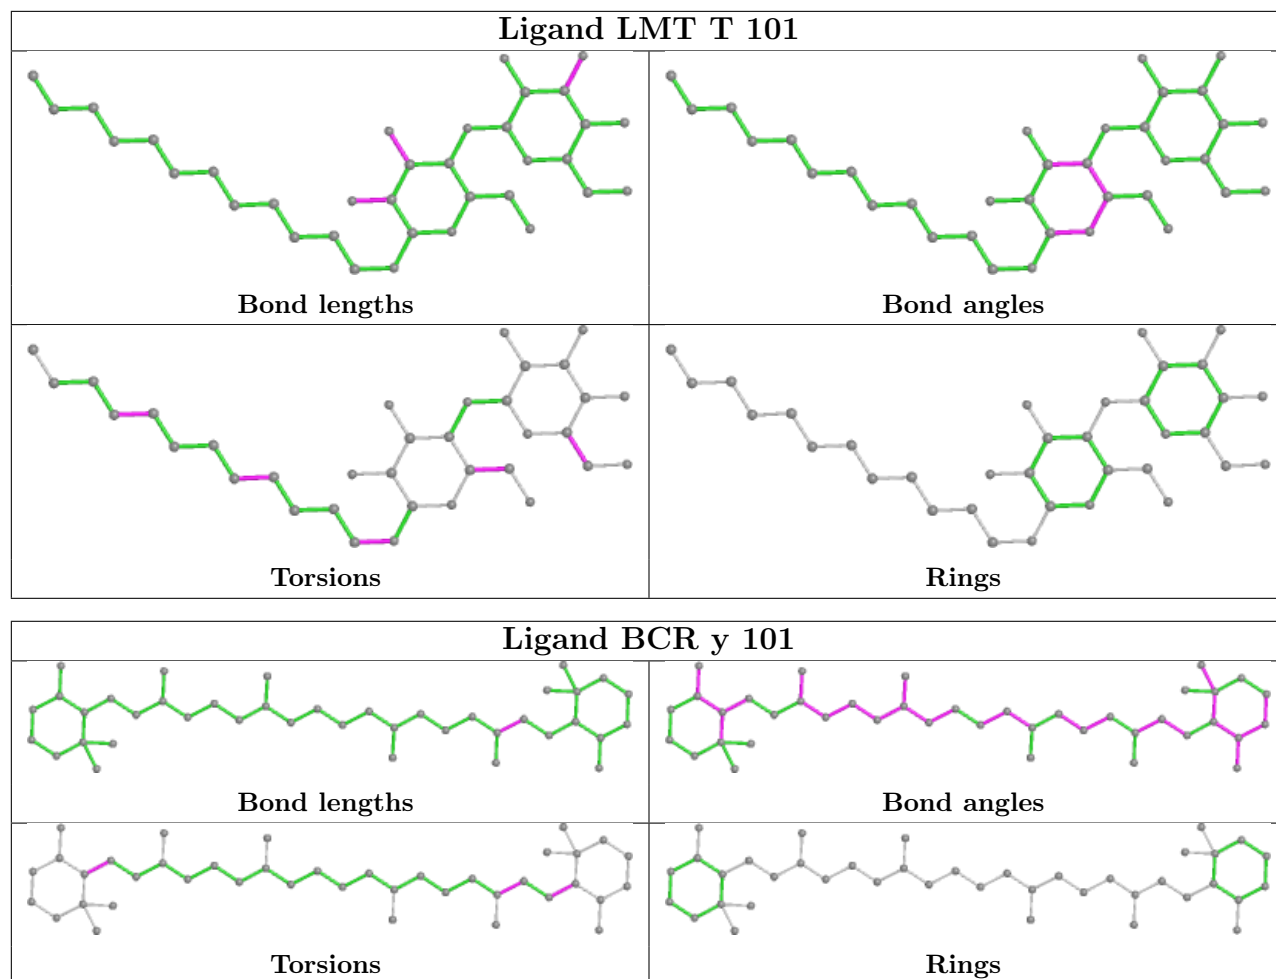 Ligand LMT T 101
Bond lengths
Bond angles
Torsions
Rings
Ligand BCR y 101
Bond lengths
Bond angles
Torsions
Rings